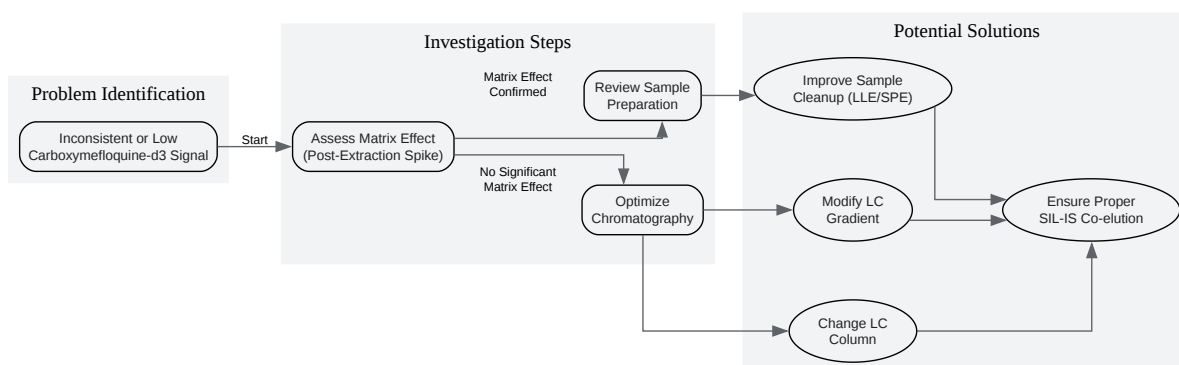 Problem Identification
Inconsistent or Low
Carboxymefloquine-d3 Signal
Start
Investigation Steps
Assess Matrix Effect
(Post-Extraction Spike)
Matrix Effect
Confirmed
No Significant
Matrix Effect
Review Sample
Preparation
Optimize
Chromatography
Potential Solutions
Improve Sample
Cleanup (LLE/SPE)
Modify LC
Gradient
Change LC
Column
Ensure Proper
SIL-IS Co-elution